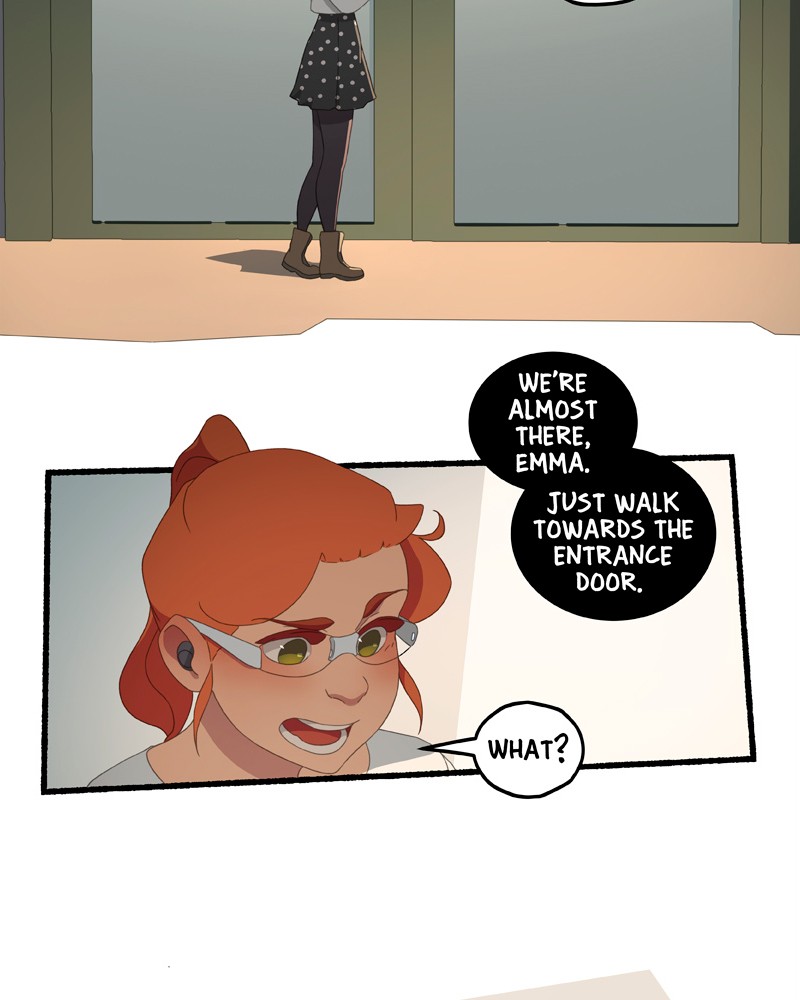 WE'RE
ALMOST
THERE,
EMMA.
JUST WALK
TOWARDS THE
ENTRANCE
DOOR.
WHAT?